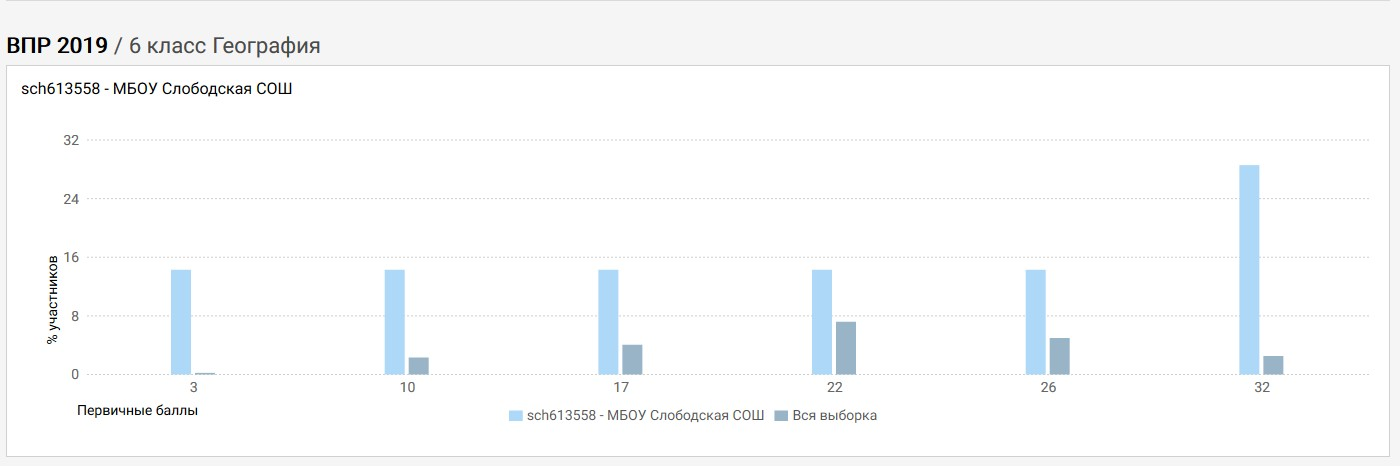 ВПР 2019 / 6 класс География
sch613558 - МБОУ Слободская СОШ
32
24
16
8
0
% участников
3 10 17 22 26 32
Первичные баллы
sch613558 - МБОУ Слободская СОШ Вся выборка